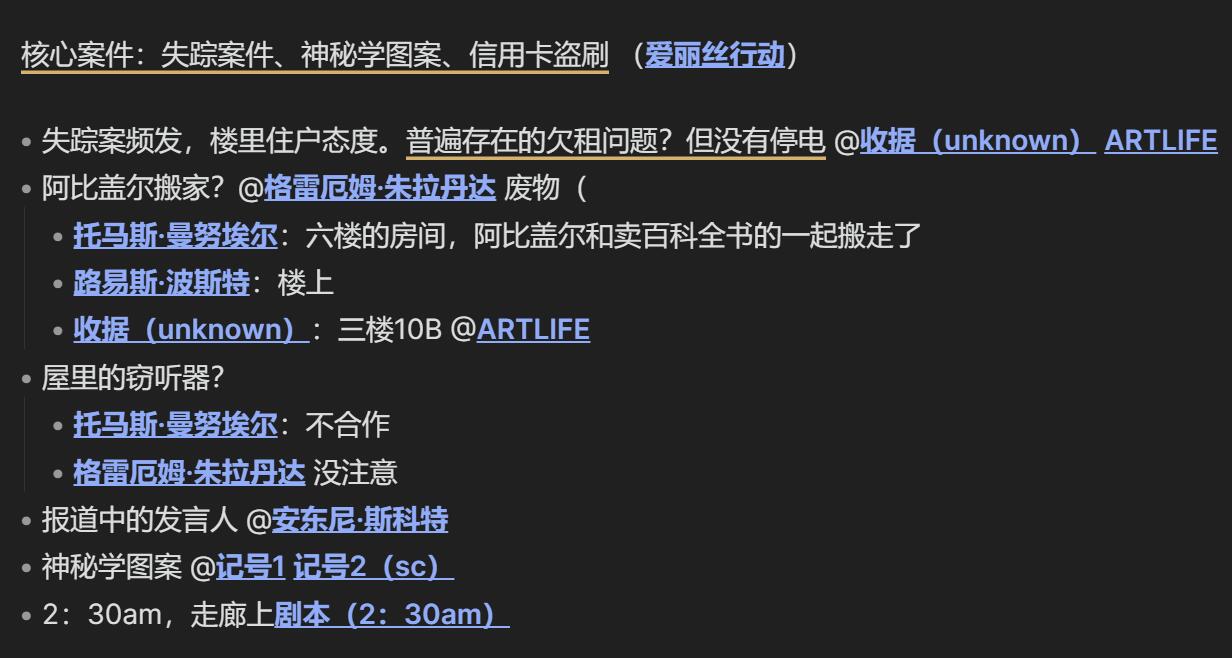 核心案件：失踪案件、神秘学图案、信用卡盗刷 （爱丽丝行动）
失踪案频发，楼里住户态度。普遍存在的欠租问题？但没有停电 @收据（unknown） ARTLIFE
阿比盖尔搬家？@格雷厄姆·朱拉丹达 废物（
托马斯·曼努埃尔：六楼的房间，阿比盖尔和卖百科全书的一起搬走了
路易斯·波斯特：楼上
收据（unknown）：三楼10B @ARTLIFE
屋里的窃听器？
托马斯·曼努埃尔：不合作
格雷厄姆·朱拉丹达 没注意
报道中的发言人 @安东尼·斯科特
神秘学图案 @记号1 记号2（sc）
2：30am，走廊上剧本（2：30am）